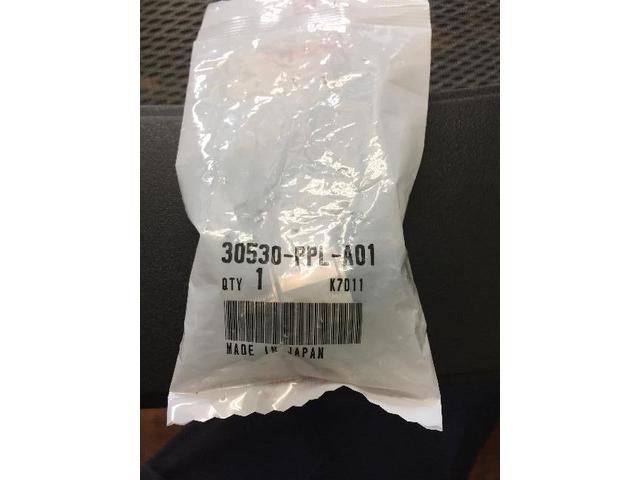 30530-PPL-A01
QTY 1 K7D11
MADE IN JAPAN